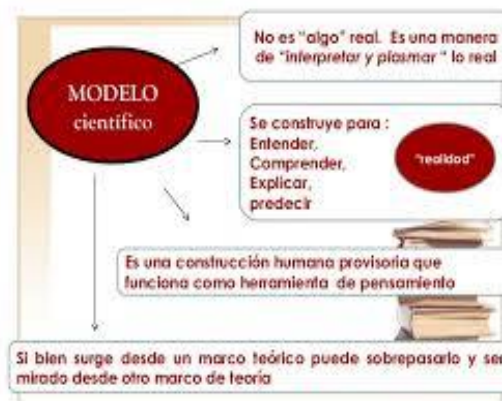 No es "algo" real. Es una manera
de "interpretar y plasmar " lo real
MODELO
científico
Se construye para :
Entender,
Comprender,
Explicar,
predecir
"realidad"
Es una construcción humana provisoria que
funciona como herramienta de pensamiento
Si bien surge desde un marco teórico puede sobrepasarlo y ser
mirado desde otro marco de teoría